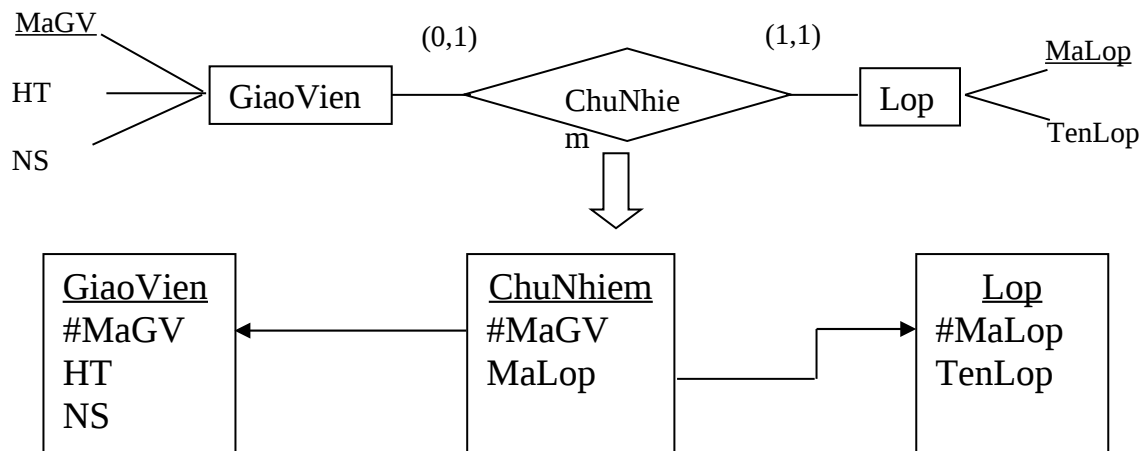 MaGV
(0,1)
(1,1)
MaLop
HT
GiaoVien
ChuNhie
m
Lop
NS
TenLop
GiaoVien
#MaGV
HT
NS
ChuNhiem
#MaGV
MaLop
Lop
#MaLop
TenLop